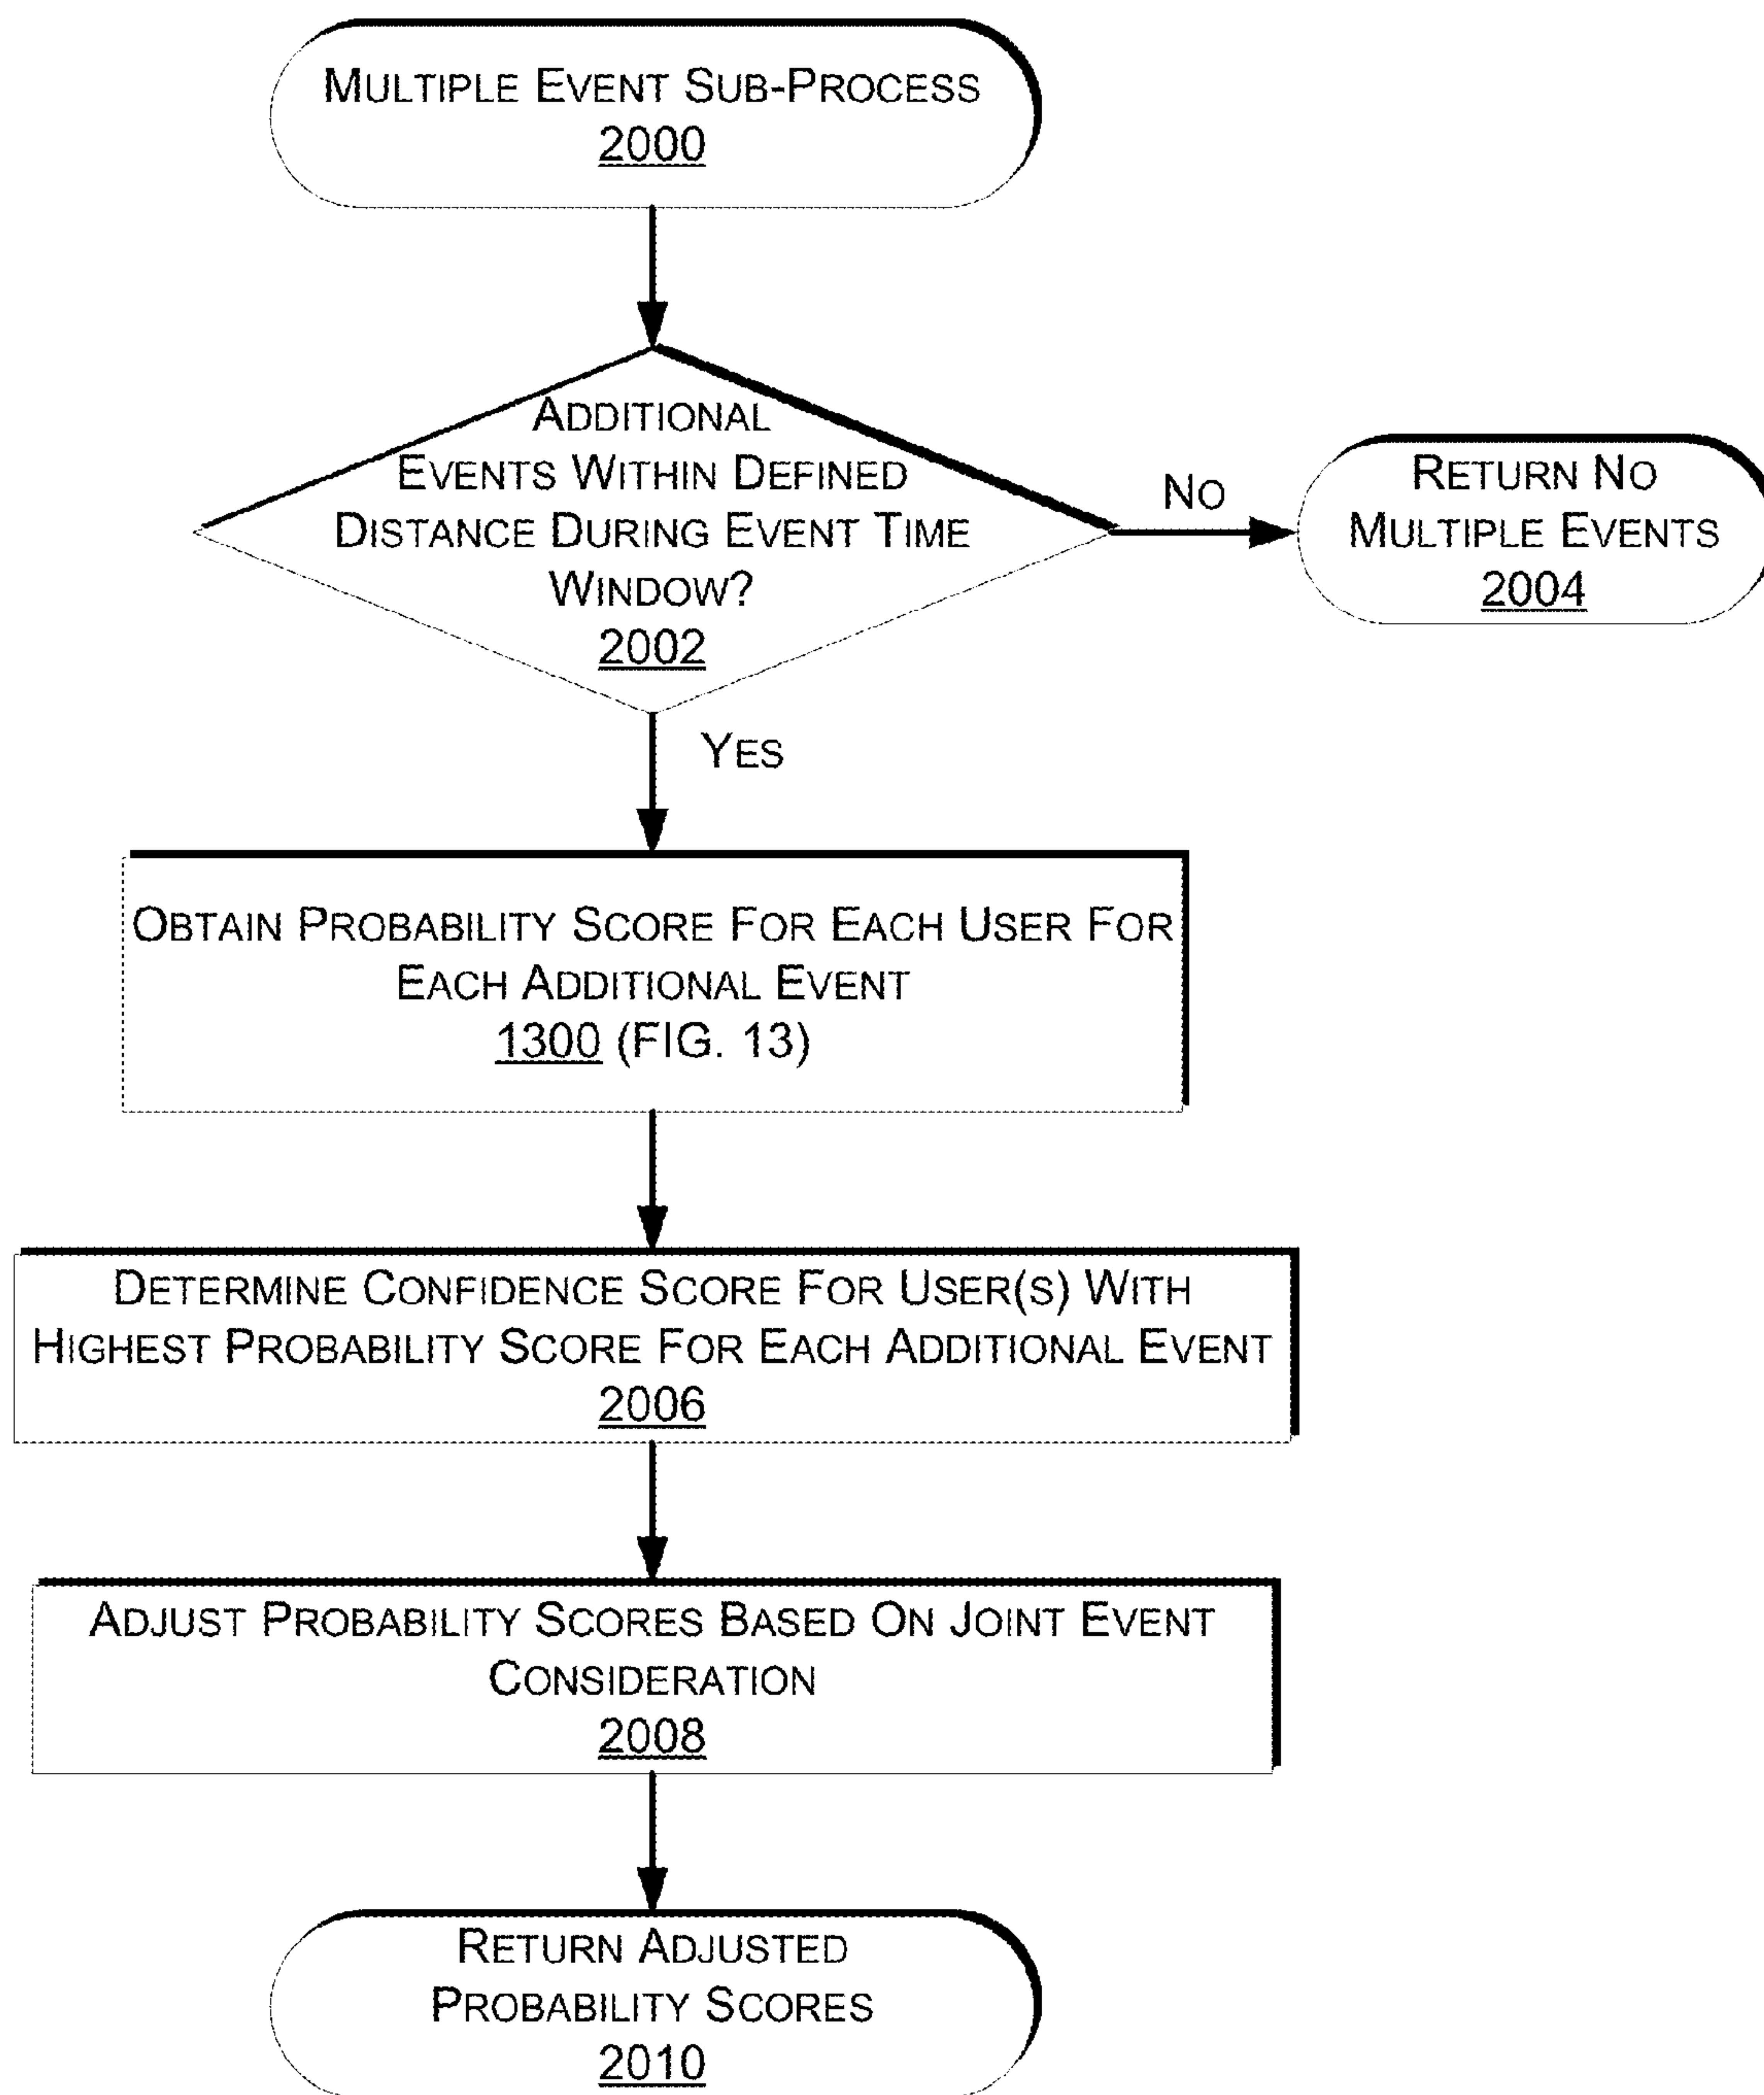 MULTIPLE EVENT SUB-PROCESS
2000
ADDITIONAL
EVENTS WITHIN DEFINED
DISTANCE DURING EVENT TIME
WINDOW?
2002
NO
RETURN NO
MULTIPLE EVENTS
2004
YES
OBTAIN PROBABILITY SCORE FOR EACH USER FOR
EACH ADDITIONAL EVENT
1300 (FIG. 13)
DETERMINE CONFIDENCE SCORE FOR USER(S) WITH
HIGHEST PROBABILITY SCORE FOR EACH ADDITIONAL EVENT
2006
ADJUST PROBABILITY SCORES BASED ON JOINT EVENT
CONSIDERATION
2008
RETURN ADJUSTED
PROBABILITY SCORES
2010